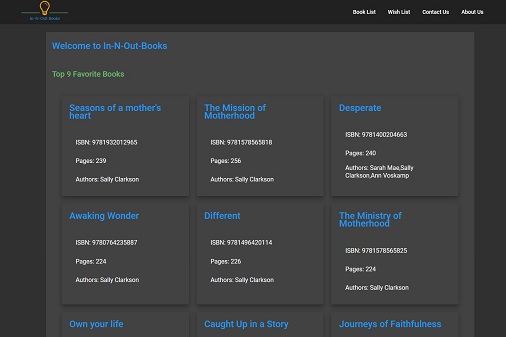 In-N-Out-Books
Book List Wish List Contact Us About Us
Welcome to In-N-Out-Books
Top 9 Favorite Books
Seasons of a mother's
heart
ISBN: 9781932012965
Pages: 239
Authors: Sally Clarkson
The Mission of
Motherhood
ISBN: 9781578565818
Pages: 256
Authors: Sally Clarkson
Desperate
ISBN: 9781400204663
Pages: 240
Authors: Sarah Mae,Sally
Clarkson,Ann Voskamp
Awaking Wonder
ISBN: 9780764235887
Pages: 224
Authors: Sally Clarkson
Different
ISBN: 9781496420114
Pages: 226
Authors: Sally Clarkson
The Ministry of
Motherhood
ISBN: 9781578565825
Pages: 224
Authors: Sally Clarkson
Own your life
Caught Up in a Story
Journeys of Faithfulness